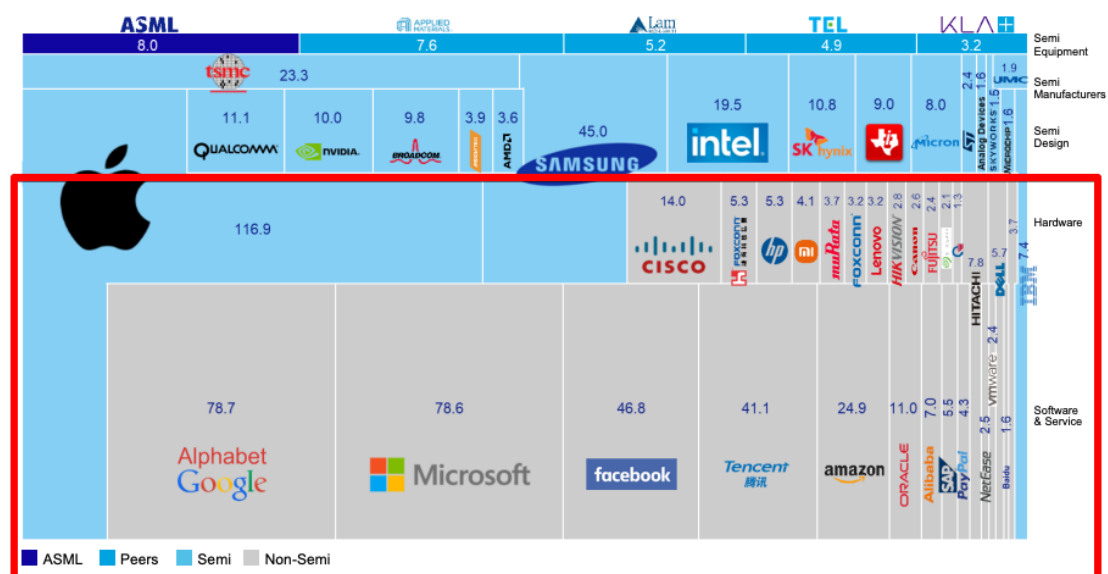 ASML
APPLIED
MATERIALS
Lam
RESEARCH
TEL
KLA
8.0
7.6
5.2
4.9
3.2
Semi
Equipment
tsmc
23.3
2.4
1.6
1.9
UMC
Semi
Manufacturers
11.1
10.0
9.8
3.9
3.6
45.0
19.5
10.8
9.0
8.0
1.5
1.6
QUALCOMM
NVIDIA.
BROADCOM
AMD
SAMSUNG
intel.
SK hynix
Micron
ST
Analog Devices
SKYWORKS
MICROCHIP
Semi
Design
116.9
14.0
5.3
5.3
4.1
3.7
3.2
3.2
2.8
2.6
2.4
2.1
1.3
7.8
5.7
3.7
7.4
Hardware
CISCO
FOXCONN
hp
mi
muRata
FOXCONN
Lenovo
HIKVISION
Canon
FUJITSU
HITACHI
DELL
IBM
78.7
78.6
46.8
41.1
24.9
11.0
7.0
5.5
4.3
2.5
2.4
1.6
Software
& Service
Alphabet
Google
Microsoft
facebook
Tencent
腾讯
amazon
ORACLE
Alibaba
SAP
PayPal
NetEase
vmware
Baidu
ASML
Peers
Semi
Non-Semi